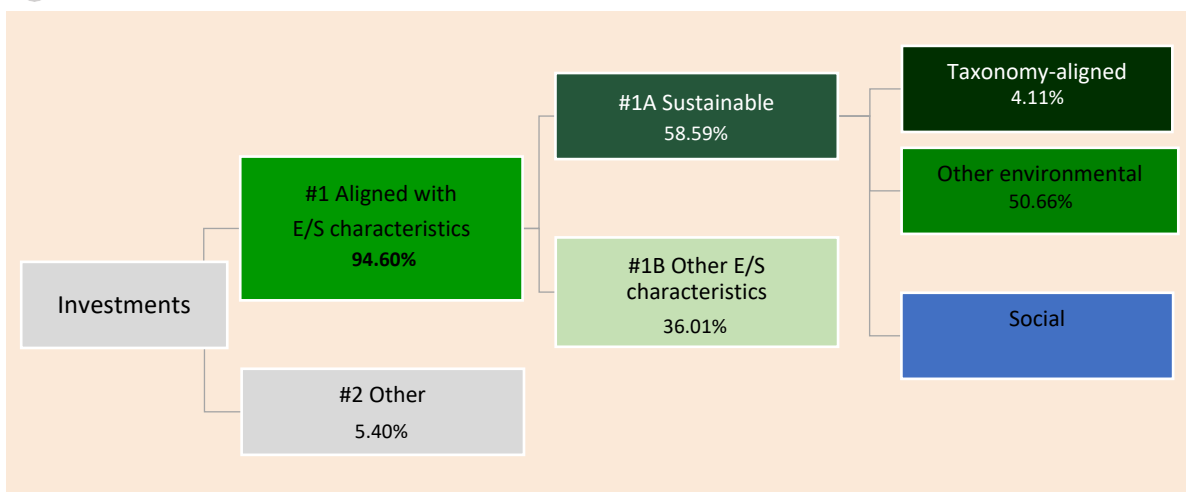 Investments
#1 Aligned with
E/S characteristics
94.60%
#2 Other
5.40%
#1A Sustainable
58.59%
#1B Other E/S
characteristics
36.01%
Taxonomy-aligned
4.11%
Other environmental
50.66%
Social